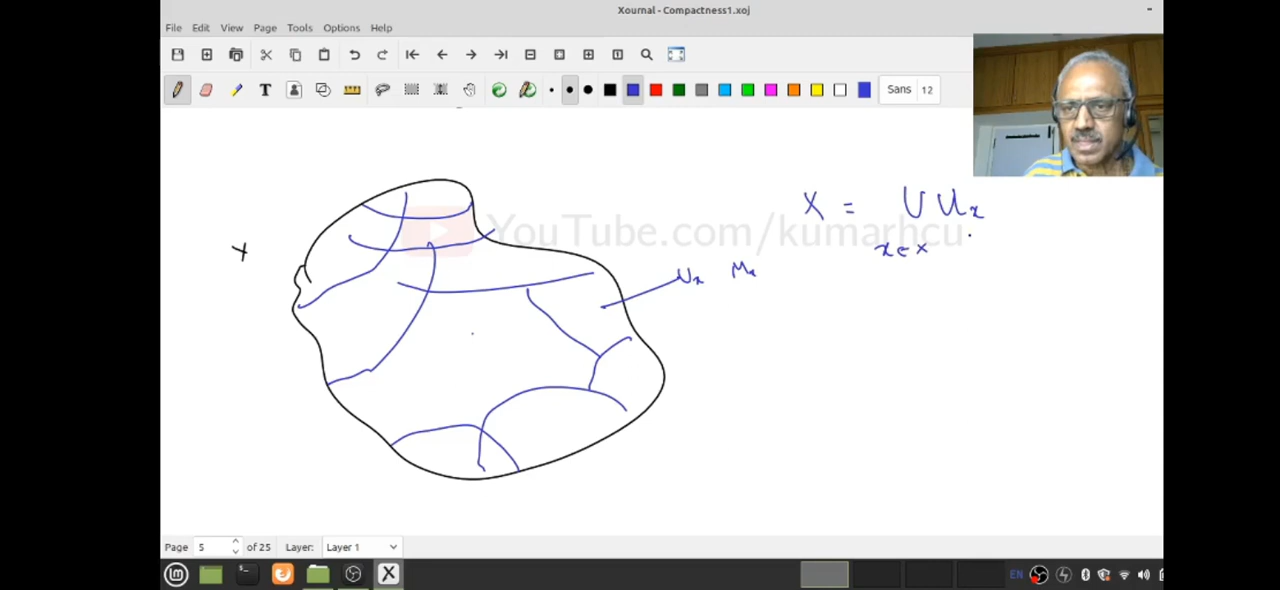 Xournal - Compactness1.xoj
File Edit View Page Tools Options Help
Sans 12
YouTube.com/kumarhcu
X = ⋃ Uₓ
x∈X
X
Uₓ Mₓ
Page 5 of 25 Layer: Layer 1
EN